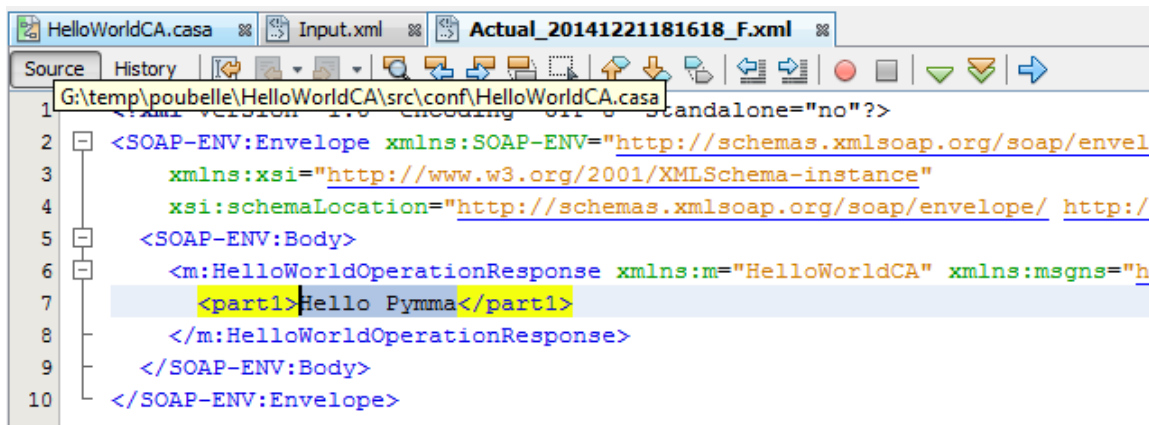 HelloWorldCA.casa Input.xml Actual_20141221181618_F.xml
Source History
G:\temp\poubelle\HelloWorldCA\src\conf\HelloWorldCA.casa
1 standalone="no"?>
2 <SOAP-ENV:Envelope xmlns:SOAP-ENV="http://schemas.xmlsoap.org/soap/envel
3 xmlns:xsi="http://www.w3.org/2001/XMLSchema-instance"
4 xsi:schemaLocation="http://schemas.xmlsoap.org/soap/envelope/ http:/
5 <SOAP-ENV:Body>
6 <m:HelloWorldOperationResponse xmlns:m="HelloWorldCA" xmlns:msgns="h
7 <part1>Hello Pymma</part1>
8 </m:HelloWorldOperationResponse>
9 </SOAP-ENV:Body>
10 </SOAP-ENV:Envelope>